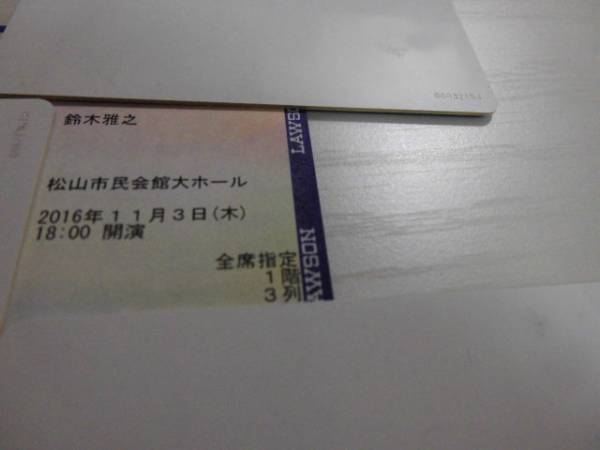 鈴木雅之
松山市民会館大ホール
2016年11月3日(木)
18:00 開演
全席指定
1階
3列
LAWSON